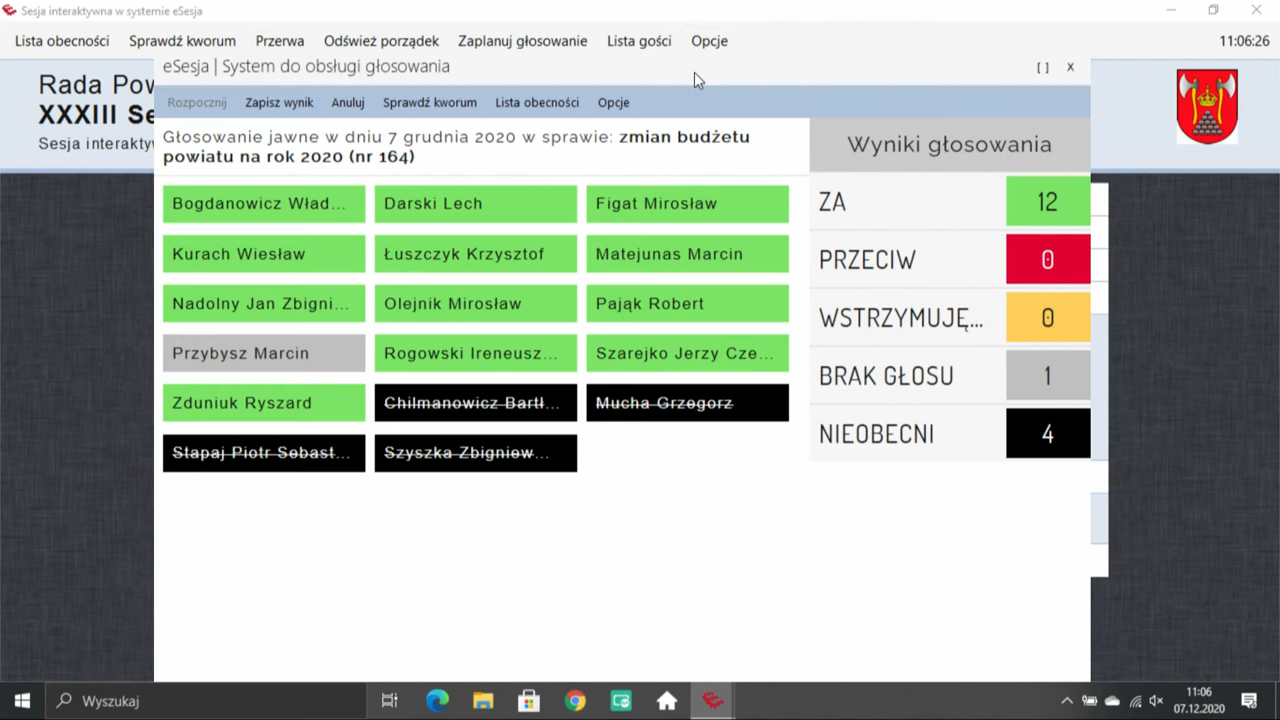 Sesja interaktywna w systemie eSesja
Lista obecności Sprawdź kworum Przerwa Odśwież porządek Zaplanuj głosowanie Lista gości Opcje 11:06:26
eSesja | System do obsługi głosowania [ ] x
Rada Pow
XXXIII Se
Sesja interakty
Rozpocznij Zapisz wynik Anuluj Sprawdź kworum Lista obecności Opcje
Głosowanie jawne w dniu 7 grudnia 2020 w sprawie: zmian budżetu
powiatu na rok 2020 (nr 164)
Bogdanowicz Wład... Darski Lech Figat Mirosław
Kurach Wiesław Łuszczyk Krzysztof Matejunas Marcin
Nadolny Jan Zbigni... Olejnik Mirosław Pająk Robert
Przybysz Marcin Rogowski Ireneusz... Szarejko Jerzy Cze...
Zduniuk Ryszard Chilmanowicz Bartł... Mucha Grzegorz
Stapaj Piotr Sebast... Szyszka Zbigniew...
Wyniki głosowania
ZA 12
PRZECIW 0
WSTRZYMUJĘ... 0
BRAK GŁOSU 1
NIEOBECNI 4
Wyszukaj
11:06
07.12.2020